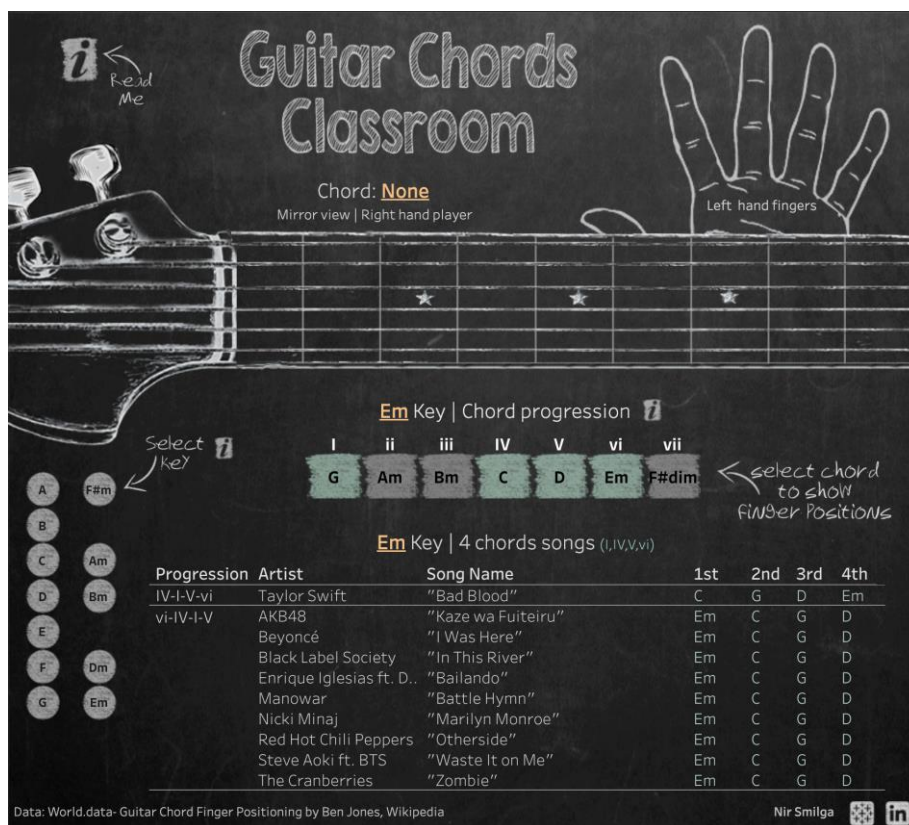 i
Read
Me
Guitar Chords
Classroom
Chord: None
Mirror view | Right hand player
Left hand fingers
Em Key | Chord progression i
Select
Key
i
I ii iii IV V vi vii
G Am Bm C D Em F#dim
select chord
to show
finger Positions
A F#m
B
C Am
D Bm
E
F Dm
G Em
Em Key | 4 chords songs (I,IV,V,vi)
Progression Artist Song Name 1st 2nd 3rd 4th
IV-I-V-vi Taylor Swift "Bad Blood" C G D Em
vi-IV-I-V AKB48 "Kaze wa Fuiteiru" Em C G D
Beyoncé "I Was Here" Em C G D
Black Label Society "In This River" Em C G D
Enrique Iglesias ft. D.. "Bailando" Em C G D
Manowar "Battle Hymn" Em C G D
Nicki Minaj "Marilyn Monroe" Em C G D
Red Hot Chili Peppers "Otherside" Em C G D
Steve Aoki ft. BTS "Waste It on Me" Em C G D
The Cranberries "Zombie" Em C G D
Data: World.data- Guitar Chord Finger Positioning by Ben Jones, Wikipedia
Nir Smilga in